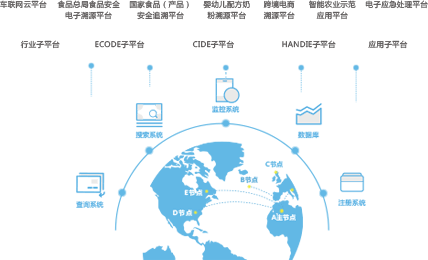 车联网云平台 食品总局食品安全 国家食品（产品） 婴幼儿配方奶 跨境电商 智能农业示范 电子应急处理平台
电子溯源平台 安全追溯平台 粉溯源平台 溯源平台 应用平台
行业子平台 ECODE子平台 CIDE子平台 HANDIE子平台 应用子平台
监控系统
搜索系统 数据库
C节点
B节点
E节点
查询系统 注册系统
D节点 A主节点